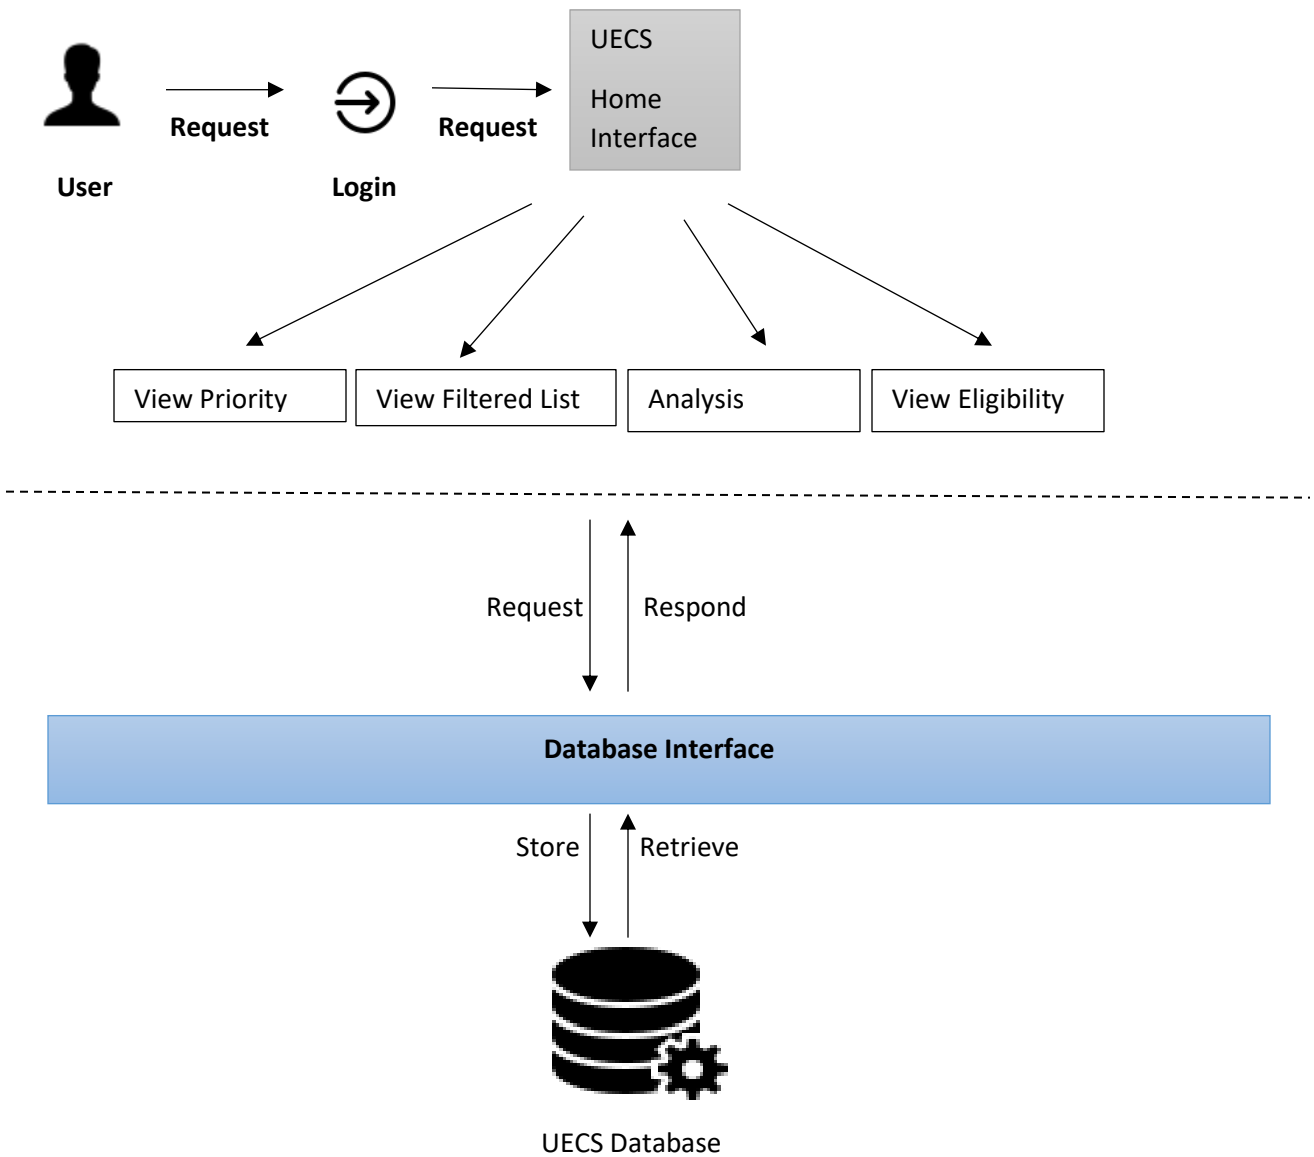 UECS
Home
Interface
Request
Request
User
Login
View Priority
View Filtered List
Analysis
View Eligibility
Request
Respond
Database Interface
Store
Retrieve
UECS Database